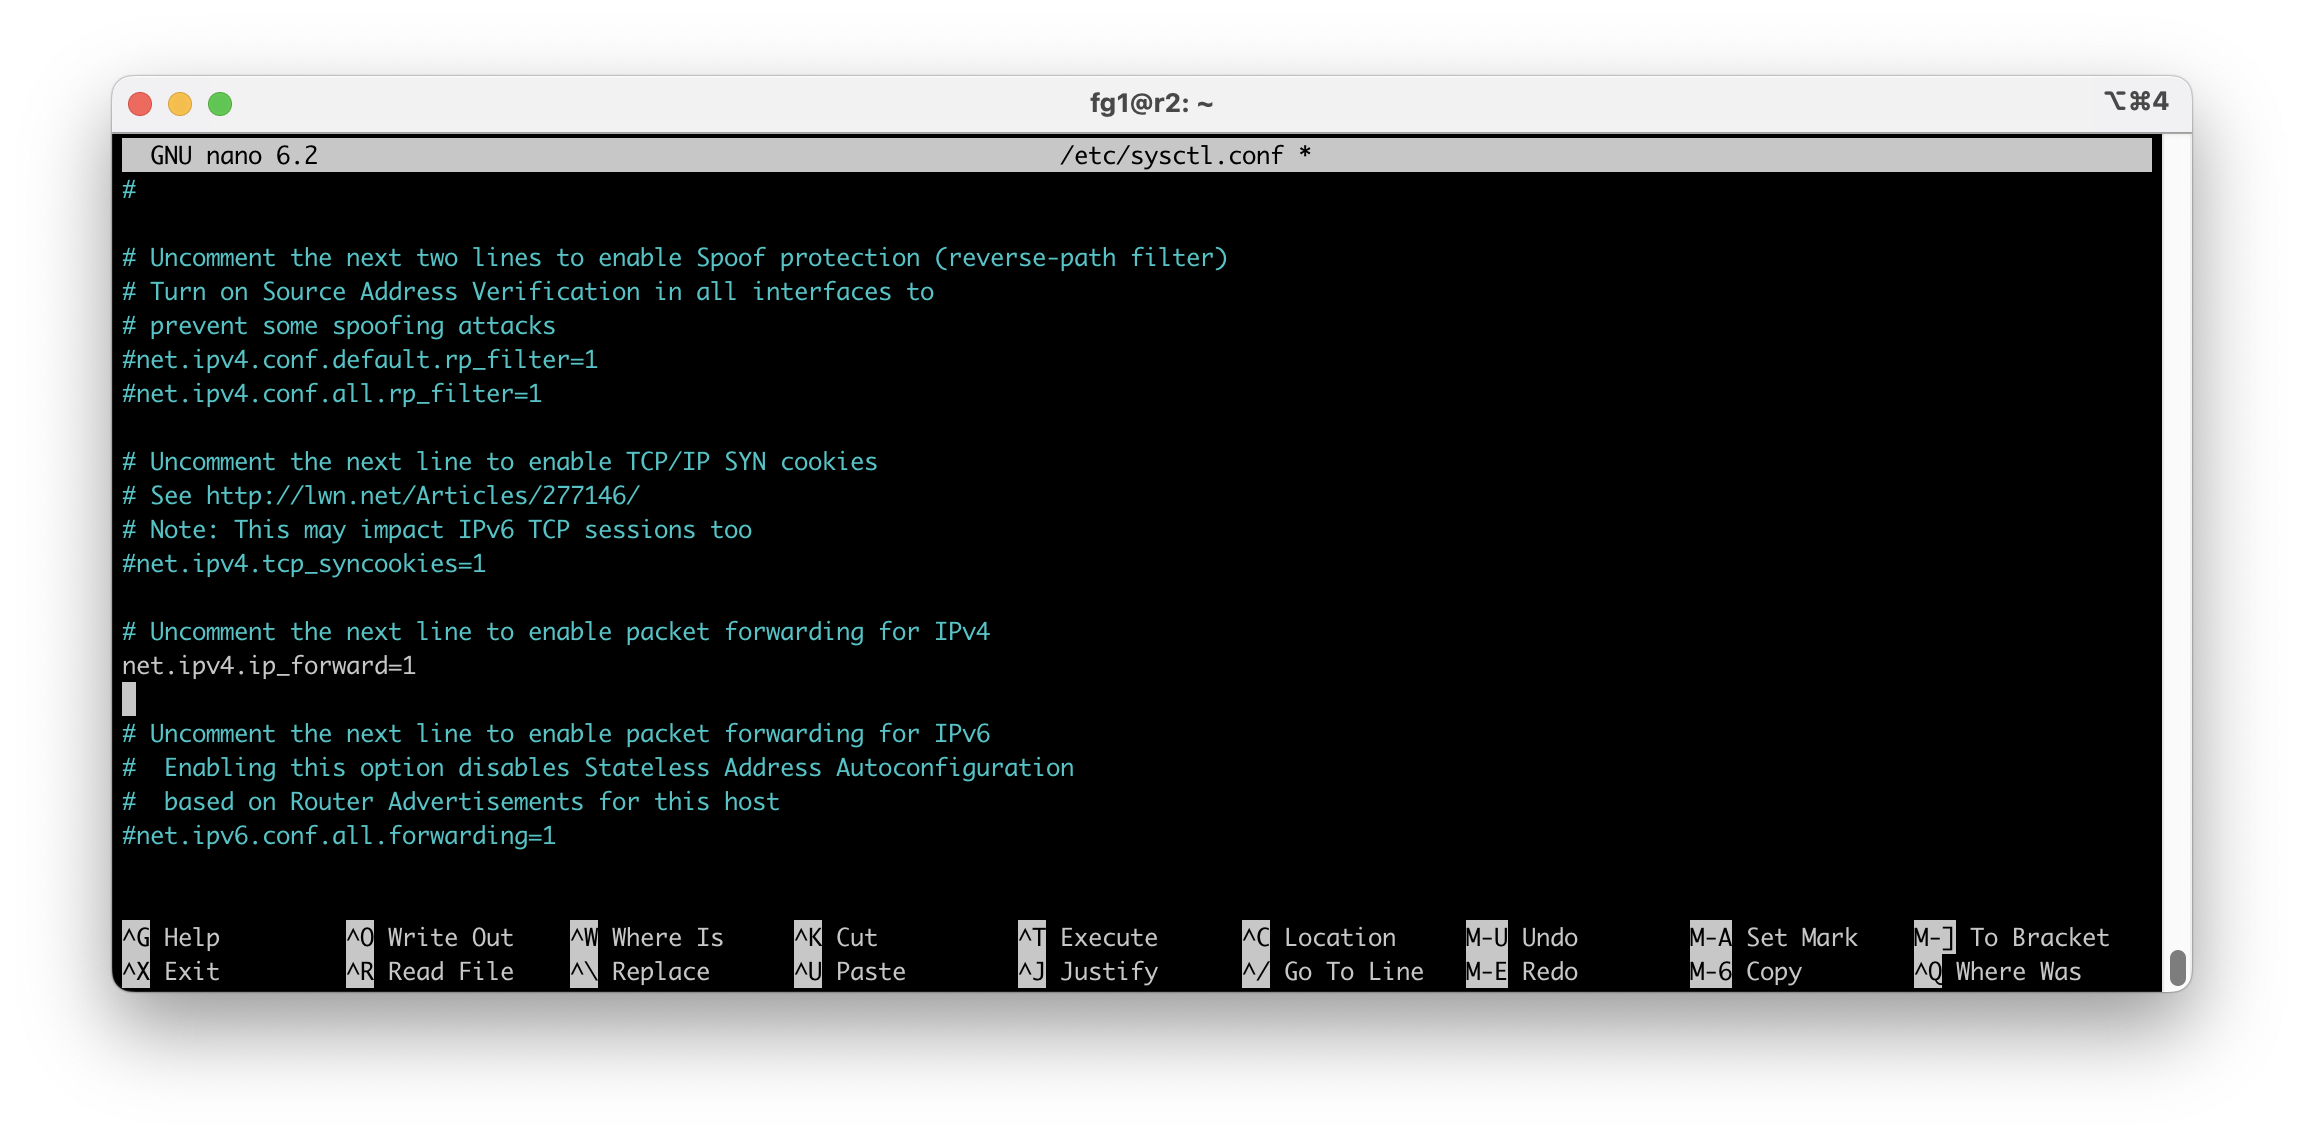 fg1@r2: ~
⌥⌘4
GNU nano 6.2 /etc/sysctl.conf *
#
# Uncomment the next two lines to enable Spoof protection (reverse-path filter)
# Turn on Source Address Verification in all interfaces to
# prevent some spoofing attacks
#net.ipv4.conf.default.rp_filter=1
#net.ipv4.conf.all.rp_filter=1
# Uncomment the next line to enable TCP/IP SYN cookies
# See http://lwn.net/Articles/277146/
# Note: This may impact IPv6 TCP sessions too
#net.ipv4.tcp_syncookies=1
# Uncomment the next line to enable packet forwarding for IPv4
net.ipv4.ip_forward=1
# Uncomment the next line to enable packet forwarding for IPv6
#  Enabling this option disables Stateless Address Autoconfiguration
#  based on Router Advertisements for this host
#net.ipv6.conf.all.forwarding=1
^G Help ^O Write Out ^W Where Is ^K Cut ^T Execute ^C Location M-U Undo M-A Set Mark M-] To Bracket
^X Exit ^R Read File ^\ Replace ^U Paste ^J Justify ^/ Go To Line M-E Redo M-6 Copy ^Q Where Was